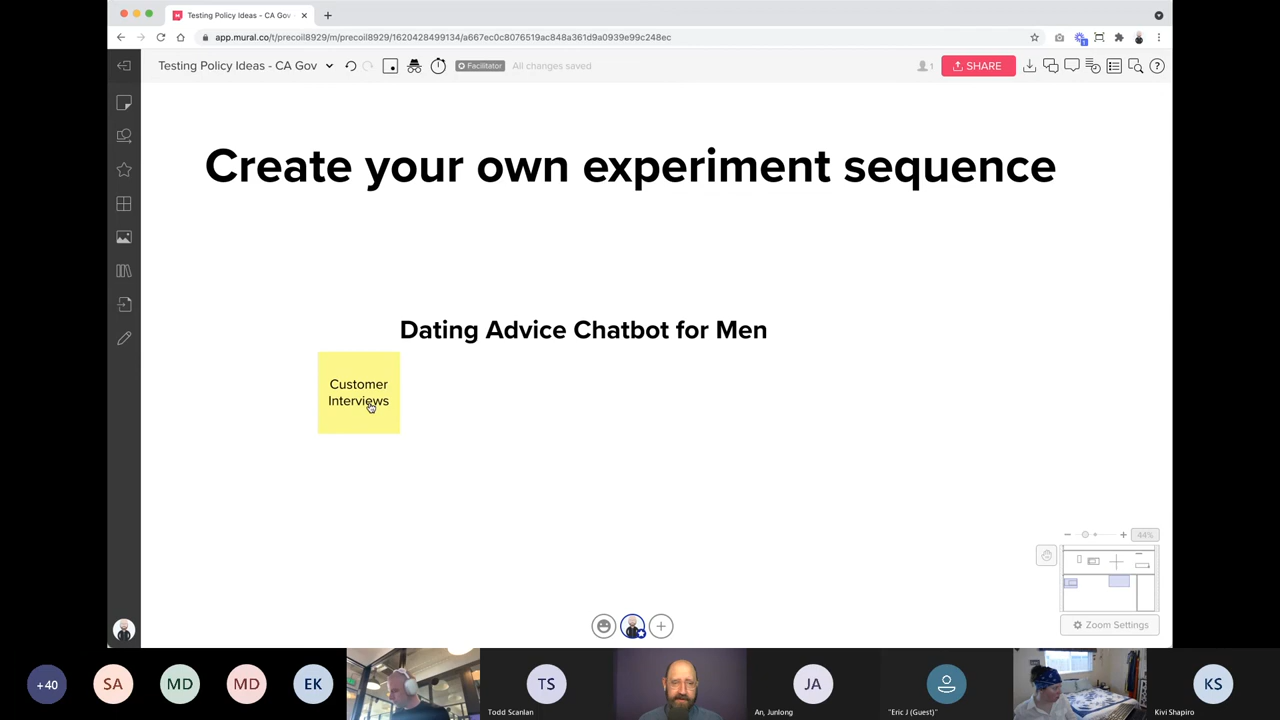 Testing Policy Ideas - CA Gov
app.mural.co/t/precoil8929/m/precoil8929/1620428499134/a667ec0c8076519ac848a361d9a0939e99c248ec
Testing Policy Ideas - CA Gov
Facilitator
All changes saved
1
SHARE
Create your own experiment sequence
Dating Advice Chatbot for Men
Customer
Interviews
44%
Zoom Settings
+40
SA
MD
MD
EK
TS
Todd Scanlan
JA
An, Junlong
"Eric J (Guest)"
KS
Kivi Shapiro